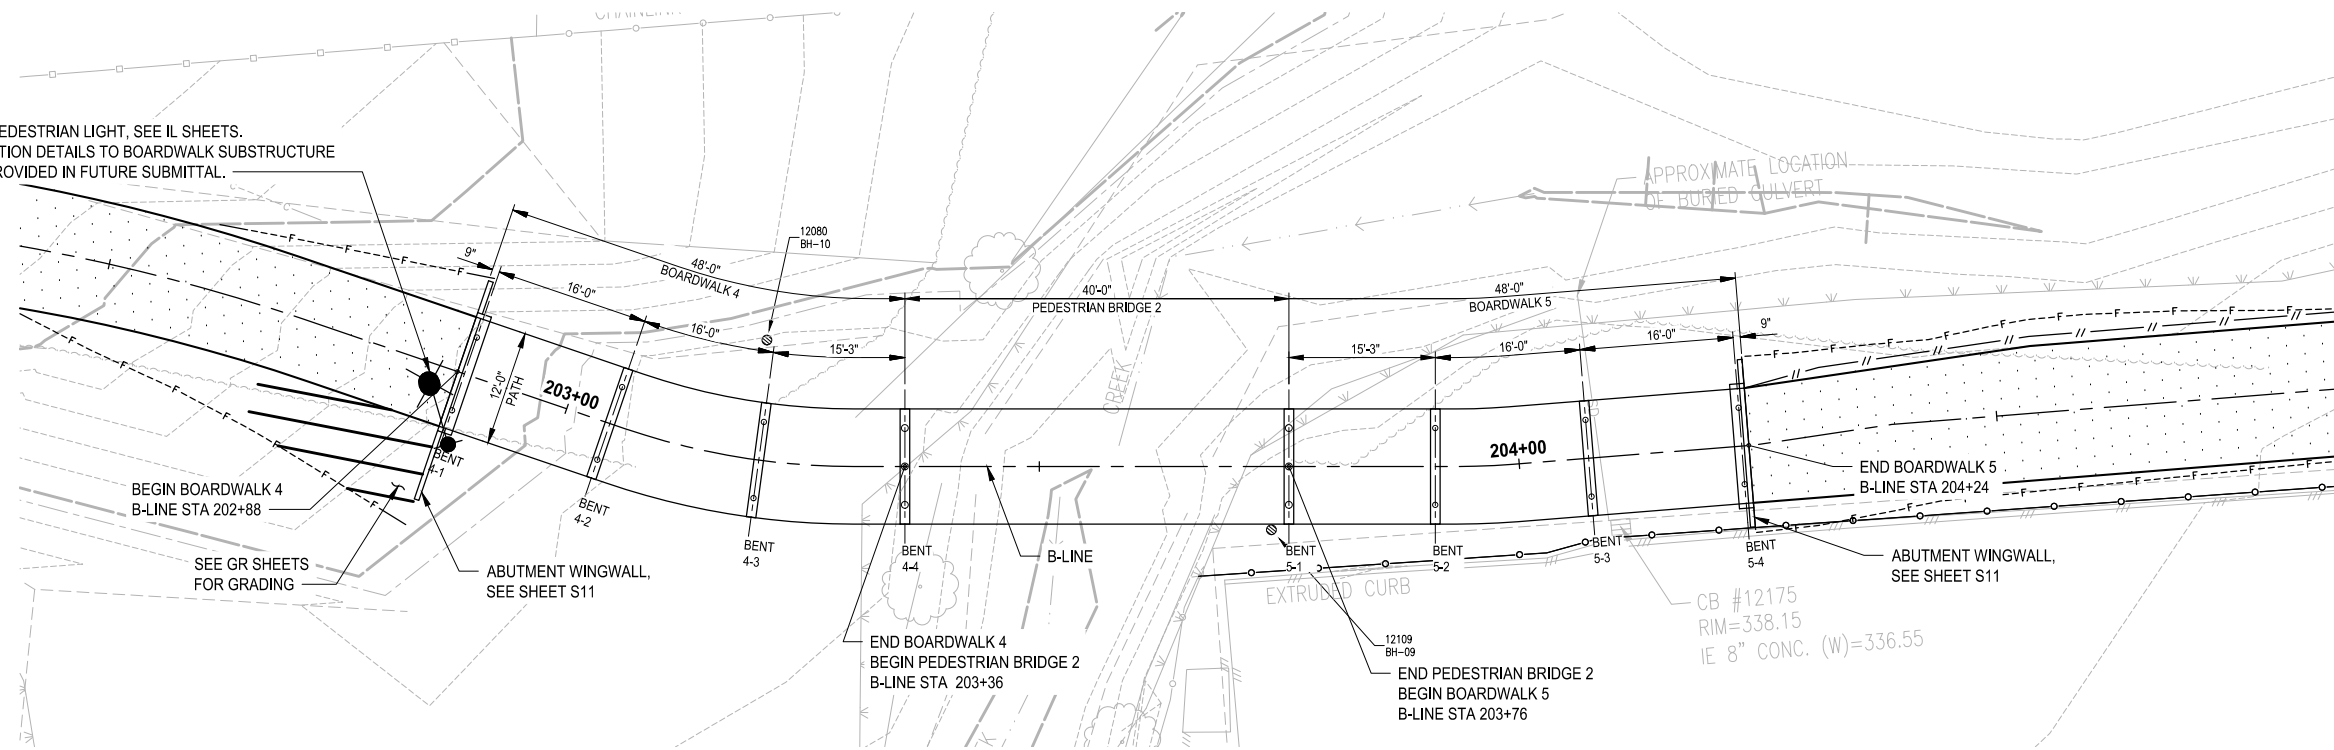 EDESTRIAN LIGHT, SEE IL SHEETS.
TION DETAILS TO BOARDWALK SUBSTRUCTURE
ROVIDED IN FUTURE SUBMITTAL.
9"
48'-0"
BOARDWALK 4
16'-0"
16'-0"
15'-3"
12080
BH-10
40'-0"
PEDESTRIAN BRIDGE 2
48'-0"
BOARDWALK 5
15'-3"
16'-0"
16'-0"
9"
APPROXIMATE LOCATION
OF BURIED CULVERT
CREEK
12'-0"
PATH
203+00
204+00
BENT
4-1
BENT
4-2
BENT
4-3
BENT
4-4
B-LINE
BENT
5-1
BENT
5-2
BENT
5-3
BENT
5-4
BEGIN BOARDWALK 4
B-LINE STA 202+88
SEE GR SHEETS
FOR GRADING
ABUTMENT WINGWALL,
SEE SHEET S11
END BOARDWALK 4
BEGIN PEDESTRIAN BRIDGE 2
B-LINE STA 203+36
EXTRUDED CURB
12109
BH-09
END PEDESTRIAN BRIDGE 2
BEGIN BOARDWALK 5
B-LINE STA 203+76
END BOARDWALK 5
B-LINE STA 204+24
ABUTMENT WINGWALL,
SEE SHEET S11
CB #12175
RIM=338.15
IE 8" CONC. (W)=336.55